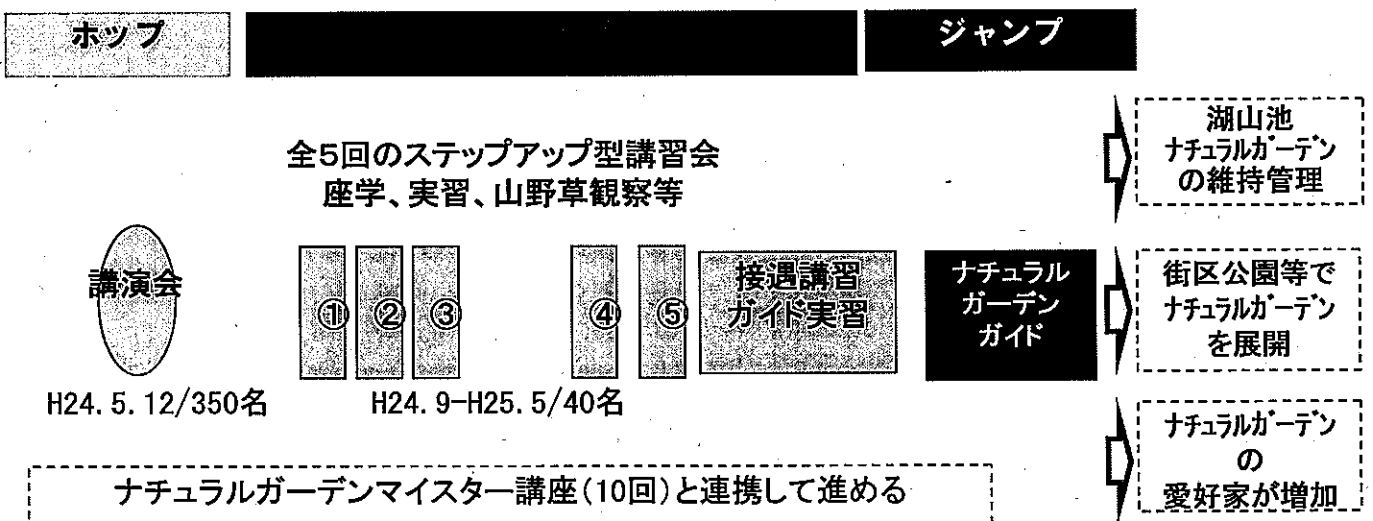 ホップ
ジャンプ
全5回のステップアップ型講習会
座学、実習、山野草観察等
講演会
①
②
③
④
⑤
接遇講習
ガイド実習
ナチュラル
ガーデン
ガイド
H24.5.12/350名
H24.9-H25.5/40名
ナチュラルガーデンマイスター講座(10回)と連携して進める
湖山池
ナチュラルガーデン
の維持管理
街区公園等で
ナチュラルガーデン
を展開
ナチュラルガーデン
の
愛好家が増加